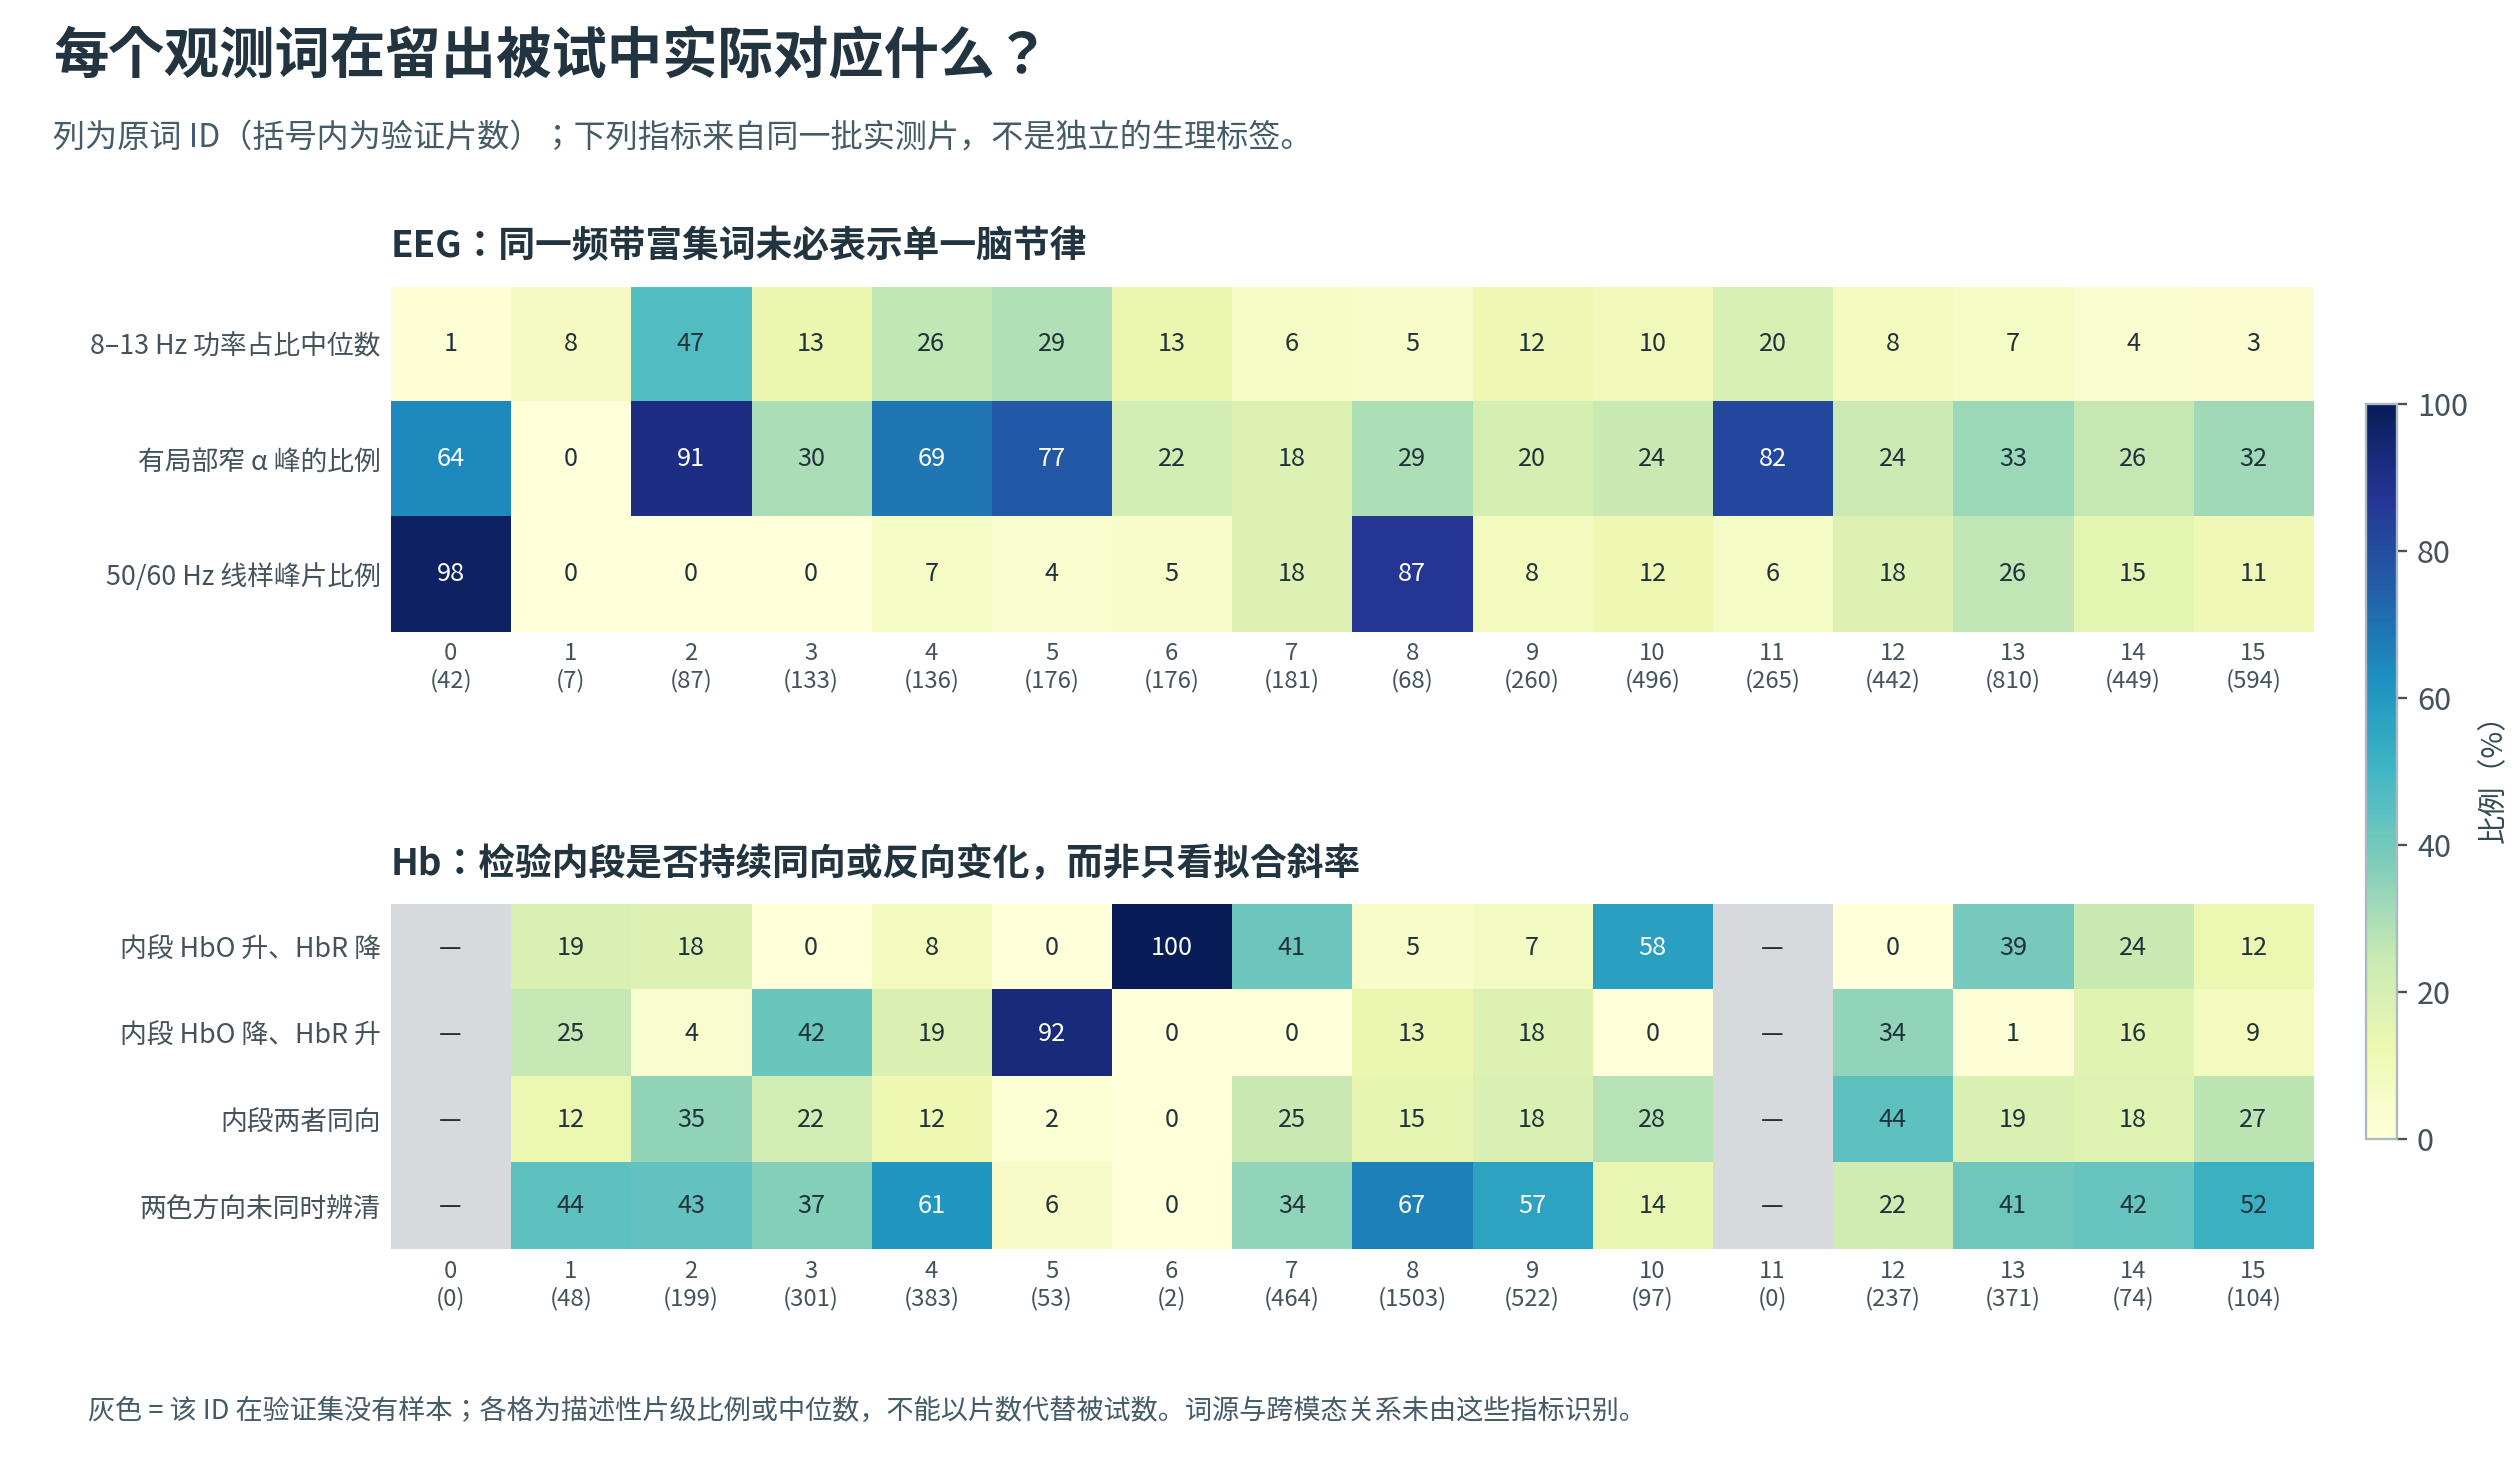 每个观测词在留出被试中实际对应什么？
列为原词 ID（括号内为验证片数）；下列指标来自同一批实测片，不是独立的生理标签。
EEG：同一频带富集词未必表示单一脑节律
8–13 Hz 功率占比中位数 1 8 47 13 26 29 13 6 5 12 10 20 8 7 4 3
有局部窄 α 峰的比例 64 0 91 30 69 77 22 18 29 20 24 82 24 33 26 32
50/60 Hz 线样峰片比例 98 0 0 0 7 4 5 18 87 8 12 6 18 26 15 11
0 1 2 3 4 5 6 7 8 9 10 11 12 13 14 15
(42) (7) (87) (133) (136) (176) (176) (181) (68) (260) (496) (265) (442) (810) (449) (594)
Hb：检验内段是否持续同向或反向变化，而非只看拟合斜率
内段 HbO 升、HbR 降 — 19 18 0 8 0 100 41 5 7 58 — 0 39 24 12
内段 HbO 降、HbR 升 — 25 4 42 19 92 0 0 13 18 0 — 34 1 16 9
内段两者同向 — 12 35 22 12 2 0 25 15 18 28 — 44 19 18 27
两色方向未同时辨清 — 44 43 37 61 6 0 34 67 57 14 — 22 41 42 52
0 1 2 3 4 5 6 7 8 9 10 11 12 13 14 15
(0) (48) (199) (301) (383) (53) (2) (464) (1503) (522) (97) (0) (237) (371) (74) (104)
100
80
60
40
20
0
比例（%）
灰色 = 该 ID 在验证集没有样本；各格为描述性片级比例或中位数，不能以片数代替被试数。词源与跨模态关系未由这些指标识别。